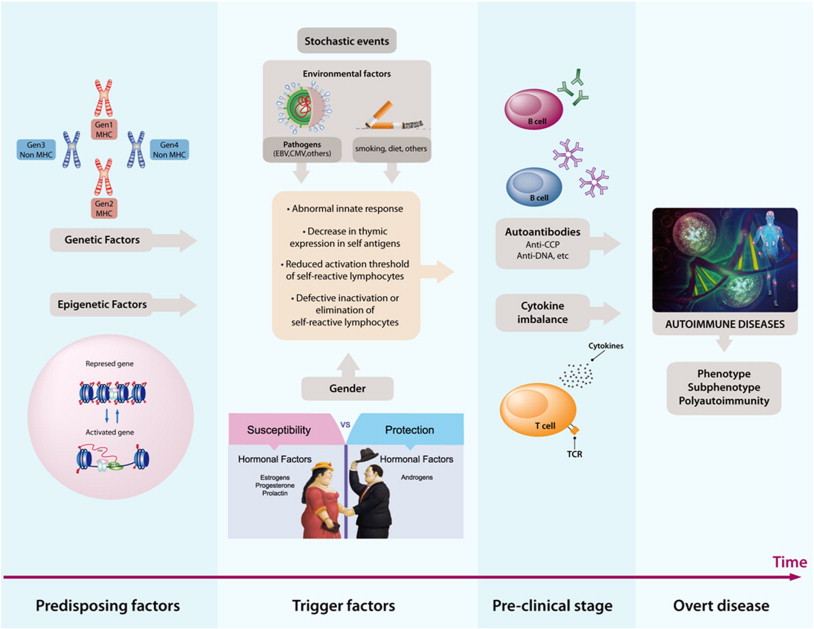 Gen1
MHC
Gen3
Non MHC
Gen4
Non MHC
Gen2
MHC
Genetic Factors
Epigenetic Factors
Represed gene
Activated gene
Stochastic events
Environmental factors
Pathogens
(EBV,CMV,others)
smoking, diet, others
• Abnormal innate response
• Decrease in thymic
expression in self antigens
• Reduced activation threshold
of self-reactive lymphocytes
• Defective inactivation or
elimination of
self-reactive lymphocytes
Gender
Susceptibility
VS
Protection
Hormonal Factors
Estrogens
Progesterone
Prolactin
Hormonal Factors
Androgens
B cell
B cell
Autoantibodies
Anti-CCP
Anti-DNA, etc
Cytokine
imbalance
Cytokines
T cell
TCR
AUTOIMMUNE DISEASES
Phenotype
Subphenotype
Polyautoimmunity
Time
Predisposing factors
Trigger factors
Pre-clinical stage
Overt disease